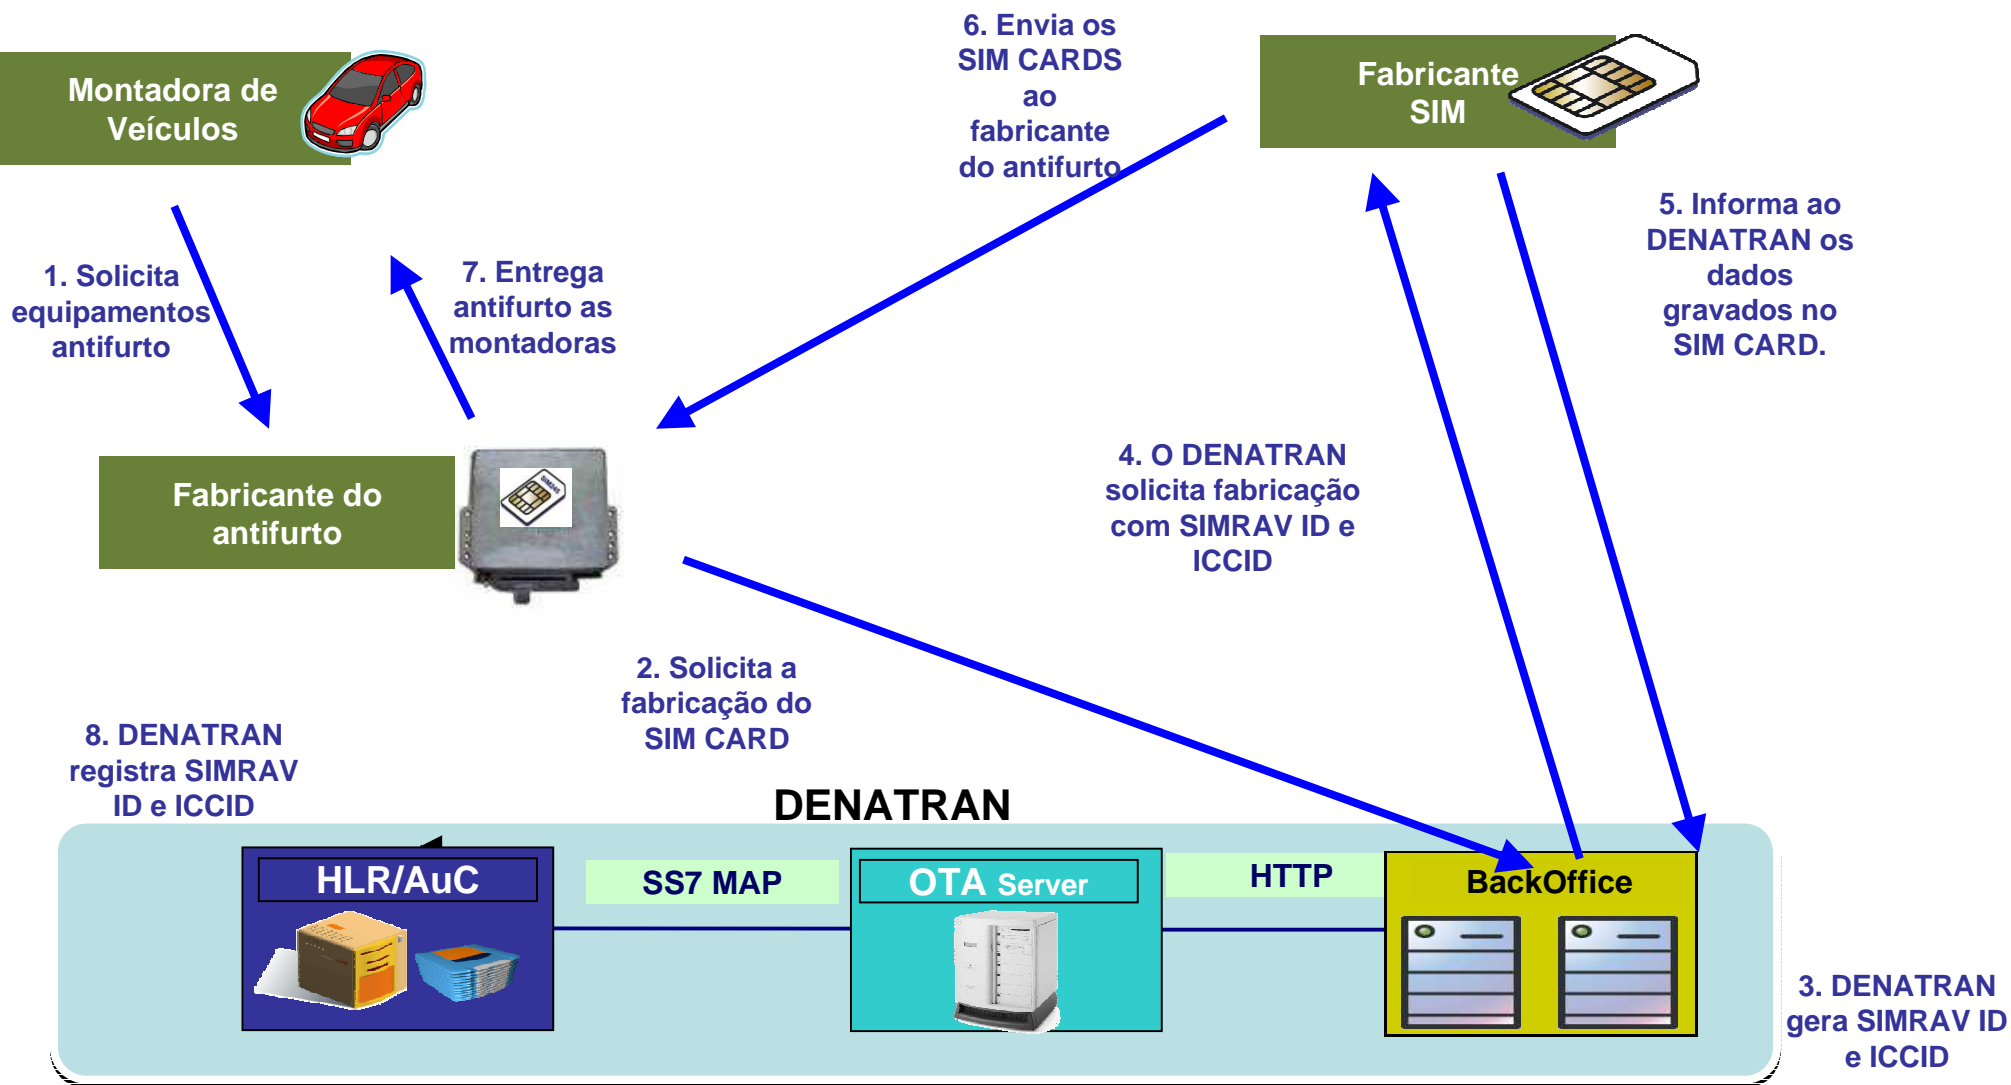 6. Envia os
SIM CARDS
ao
fabricante
do antifurto
Montadora de
Veículos
Fabricante
SIM
5. Informa ao
DENATRAN os
dados
gravados no
SIM CARD.
1. Solicita
equipamentos
antifurto
7. Entrega
antifurto as
montadoras
4. O DENATRAN
solicita fabricação
com SIMRAV ID e
ICCID
Fabricante do
antifurto
2. Solicita a
fabricação do
SIM CARD
8. DENATRAN
registra SIMRAV
ID e ICCID
DENATRAN
HLR/AuC
SS7 MAP
OTA Server
HTTP
BackOffice
3. DENATRAN
gera SIMRAV ID
e ICCID